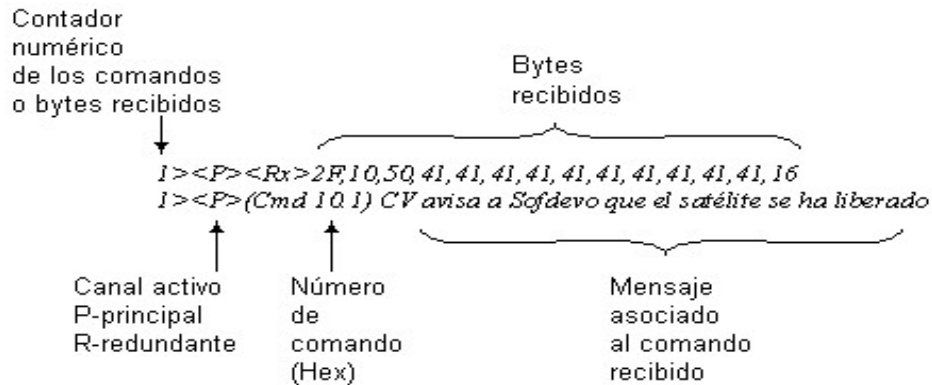 Contador
numérico
de los comandos
o bytes recibidos
Bytes
recibidos
1><P><Rx>2F,10,50,41,41,41,41,41,41,41,41,41,41,16
1><P>(Cmd 10.1) CV avisa a Sofdevo que el satélite se ha liberado
Canal activo
P-principal
R-redundante
Número
de
comando
(Hex)
Mensaje
asociado
al comando
recibido